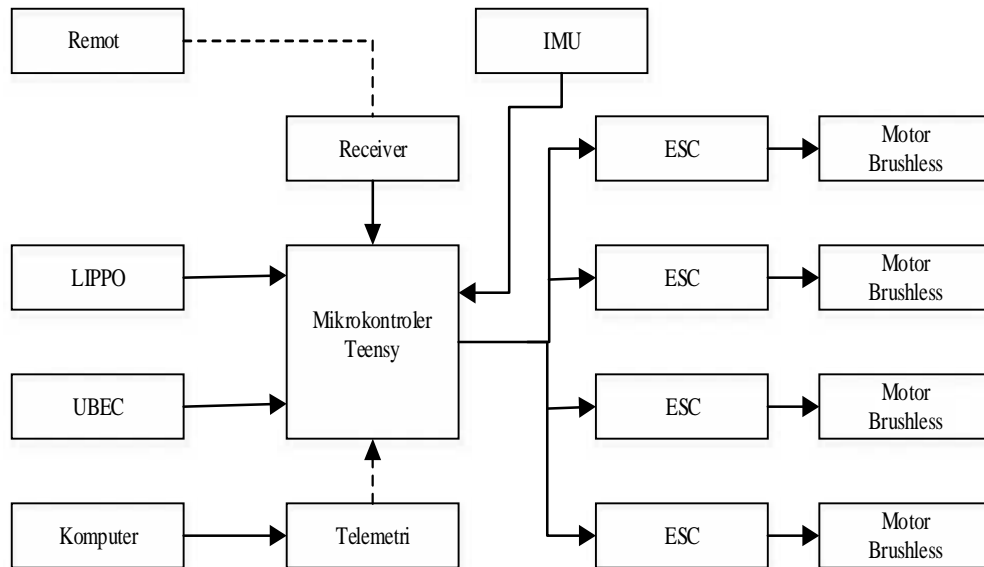 Remot
IMU
Receiver
ESC
Motor
Brushless
LIPPO
Mikrokontroler
Teensy
ESC
Motor
Brushless
UBEC
ESC
Motor
Brushless
Komputer
Telemetri
ESC
Motor
Brushless